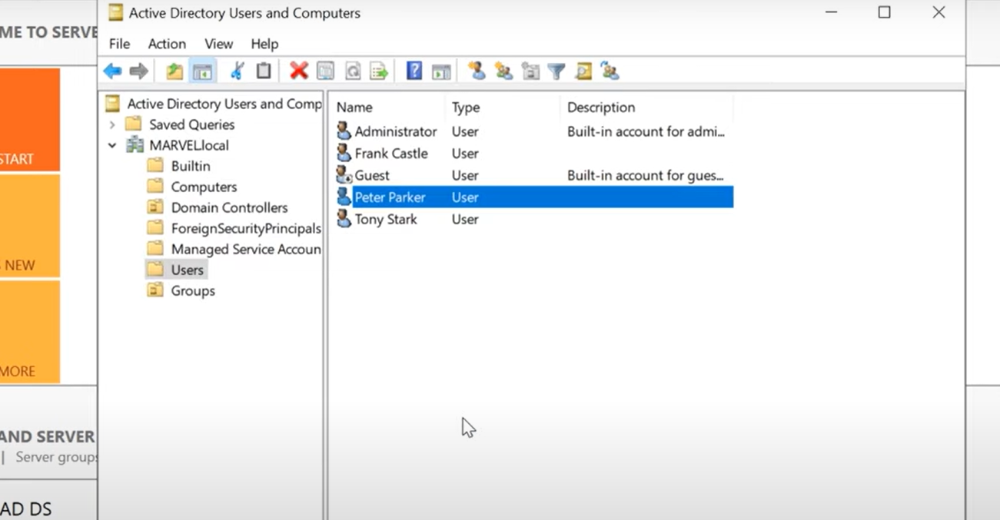 Active Directory Users and Computers
ME TO SERVE
File Action View Help
Active Directory Users and Comp
Name Type Description
Saved Queries
Administrator User Built-in account for admi...
MARVEL.local
Frank Castle User
START
Builtin
Guest User Built-in account for gues...
Computers
Peter Parker User
Domain Controllers
Tony Stark User
ForeignSecurityPrincipals
Managed Service Accoun
NEW
Users
Groups
MORE
AND SERVER
| Server groups
AD DS